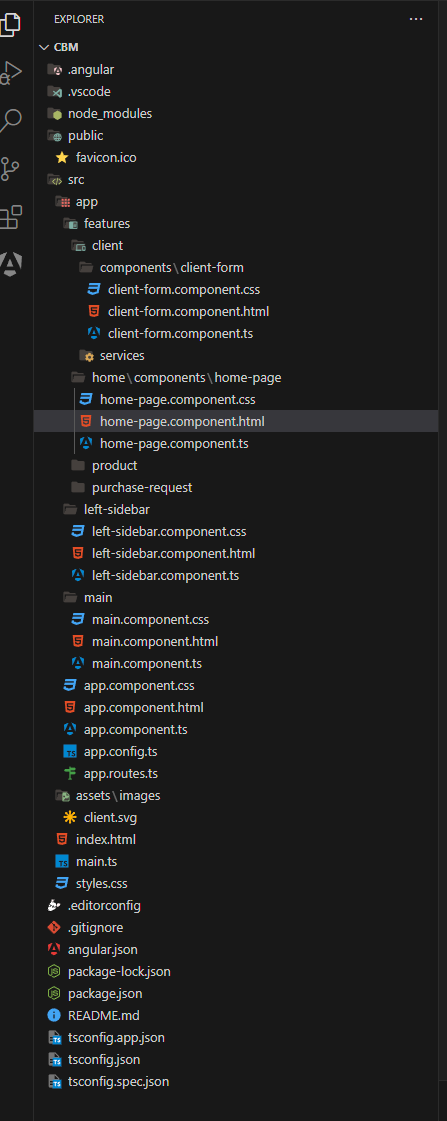 EXPLORER
CBM
.angular
.vscode
node_modules
public
favicon.ico
src
app
features
client
components\client-form
client-form.component.css
client-form.component.html
client-form.component.ts
services
home\components\home-page
home-page.component.css
home-page.component.html
home-page.component.ts
product
purchase-request
left-sidebar
left-sidebar.component.css
left-sidebar.component.html
left-sidebar.component.ts
main
main.component.css
main.component.html
main.component.ts
app.component.css
app.component.html
app.component.ts
TS app.config.ts
app.routes.ts
assets\images
client.svg
index.html
TS main.ts
styles.css
.editorconfig
.gitignore
angular.json
package-lock.json
package.json
README.md
TS tsconfig.app.json
TS tsconfig.json
TS tsconfig.spec.json